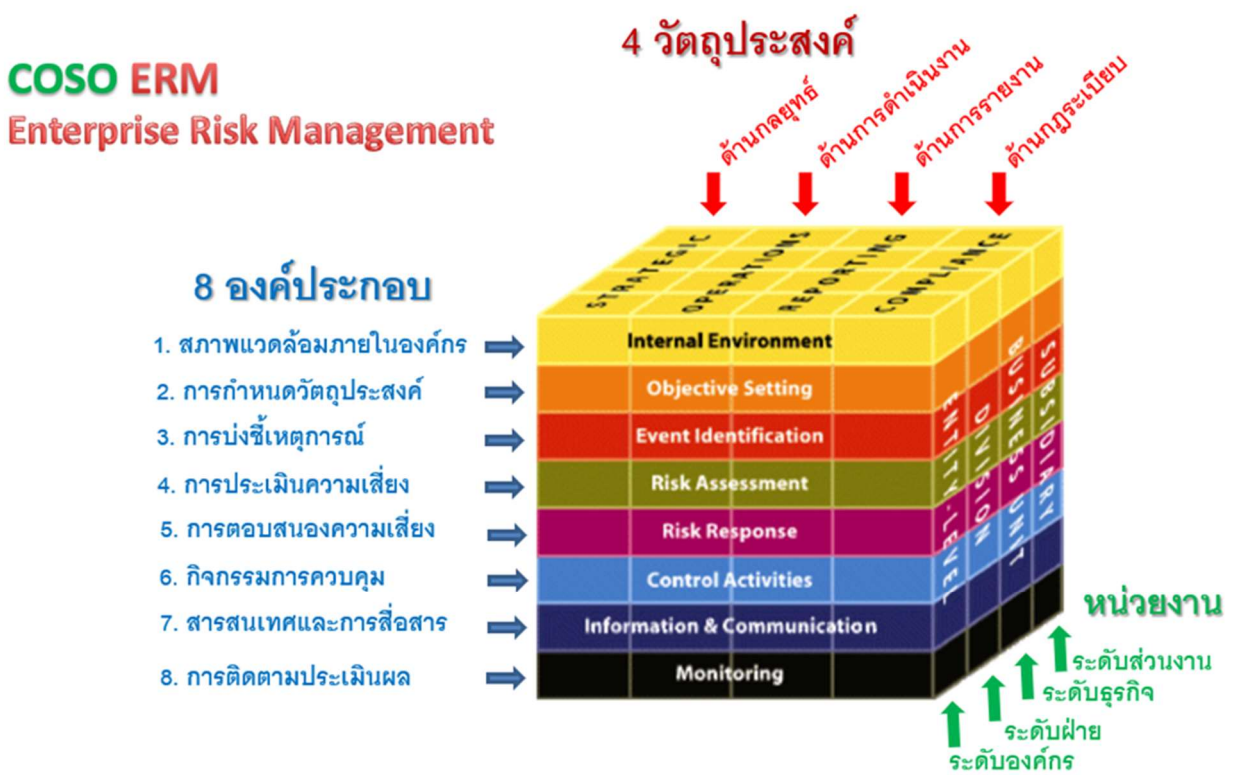 4 วัตถุประสงค์
COSO ERM
Enterprise Risk Management
ด้านกลยุทธ์
ด้านการดำเนินงาน
ด้านการรายงาน
ด้านกฎระเบียบ
STRATEGIC
OPERATIONS
REPORTING
COMPLIANCE
8 องค์ประกอบ
1. สภาพแวดล้อมภายในองค์กร
Internal Environment
2. การกำหนดวัตถุประสงค์
Objective Setting
3. การบ่งชี้เหตุการณ์
Event Identification
4. การประเมินความเสี่ยง
Risk Assessment
5. การตอบสนองความเสี่ยง
Risk Response
6. กิจกรรมการควบคุม
Control Activities
7. สารสนเทศและการสื่อสาร
Information & Communication
8. การติดตามประเมินผล
Monitoring
ENTITY-LEVEL
DIVISION
BUSINESS UNIT
SUBSIDIARY
หน่วยงาน
ระดับส่วนงาน
ระดับธุรกิจ
ระดับฝ่าย
ระดับองค์กร